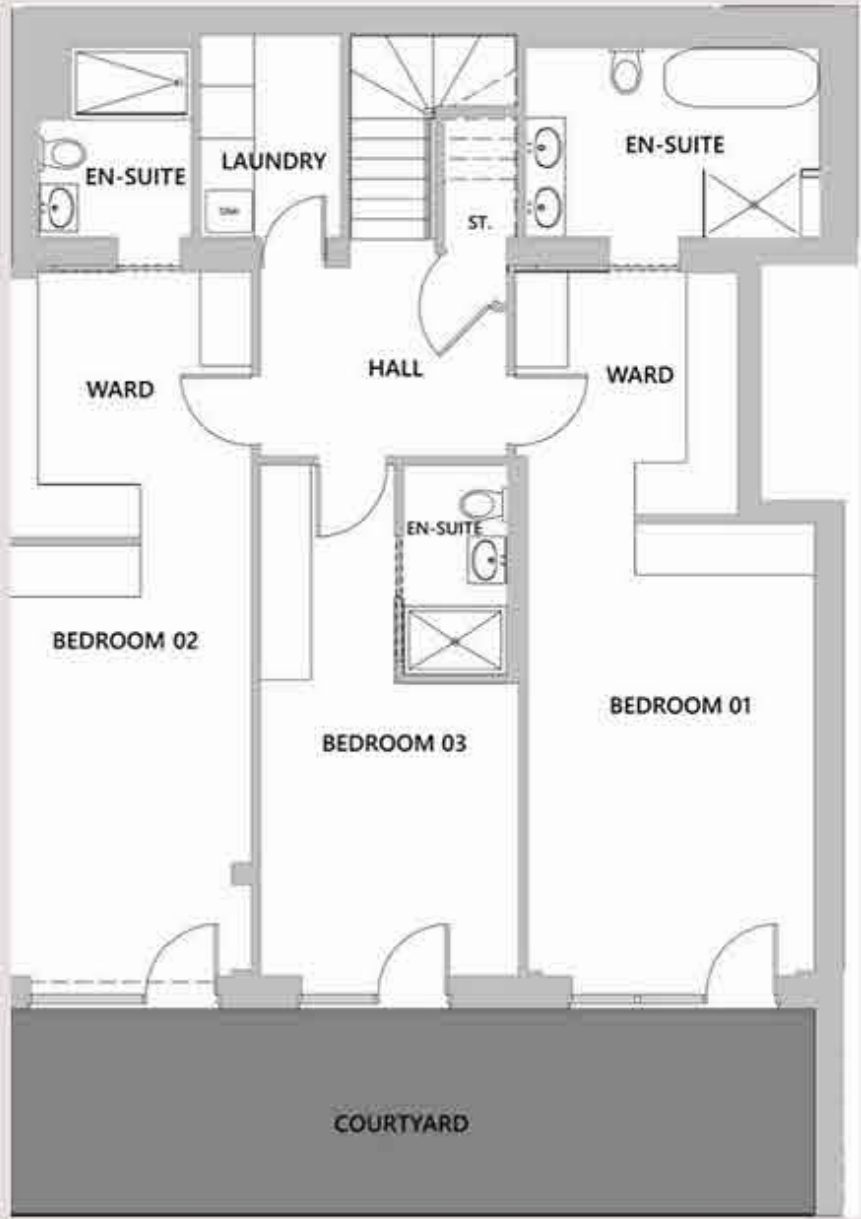 EN-SUITE
LAUNDRY
EN-SUITE
ST.
WARD
HALL
WARD
EN-SUITE
BEDROOM 02
BEDROOM 03
BEDROOM 01
COURTYARD